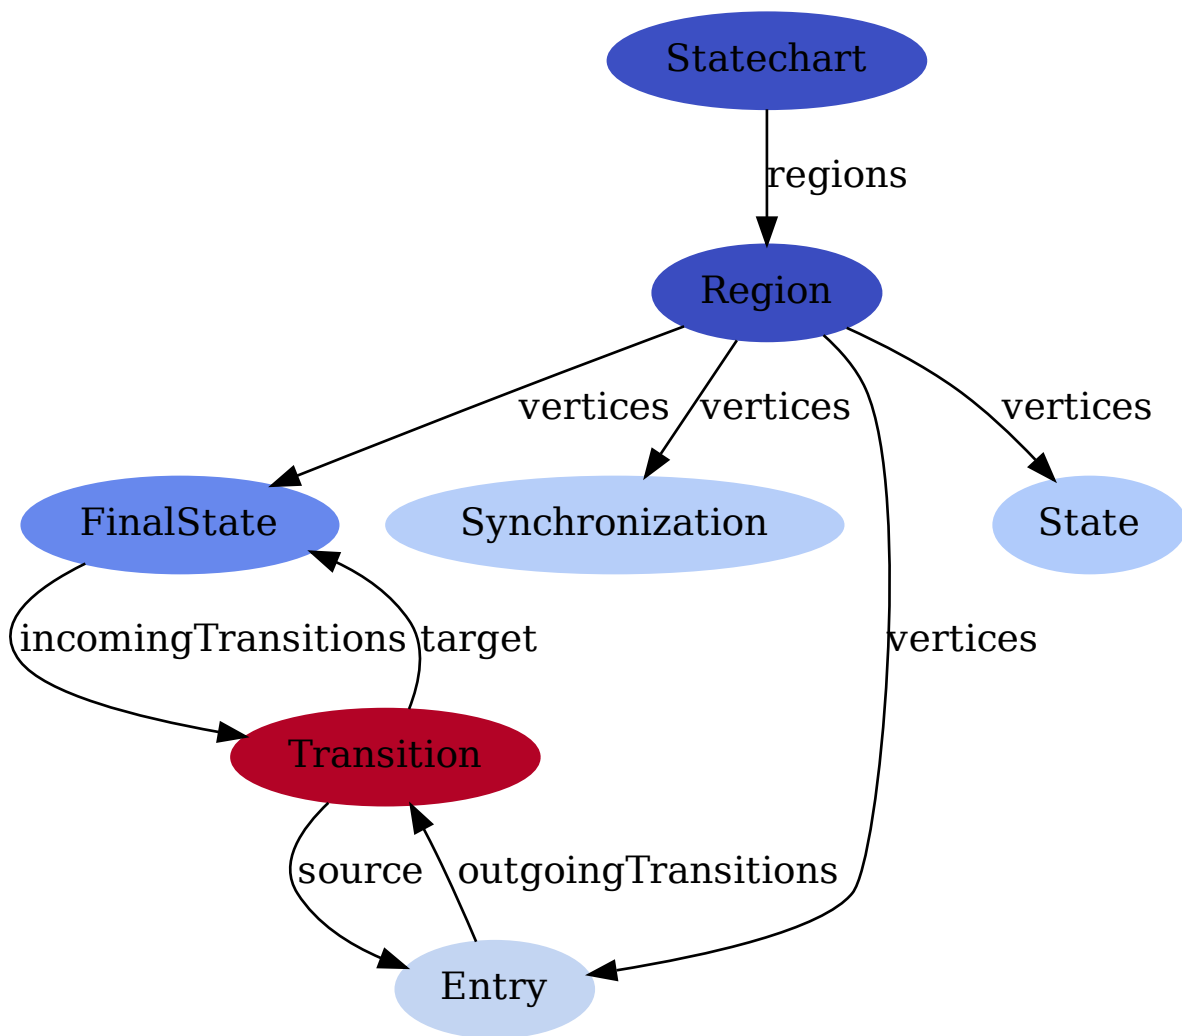 Statechart
regions
Region
vertices
vertices
vertices
FinalState
Synchronization
State
incomingTransitions
target
vertices
Transition
source
outgoingTransitions
Entry